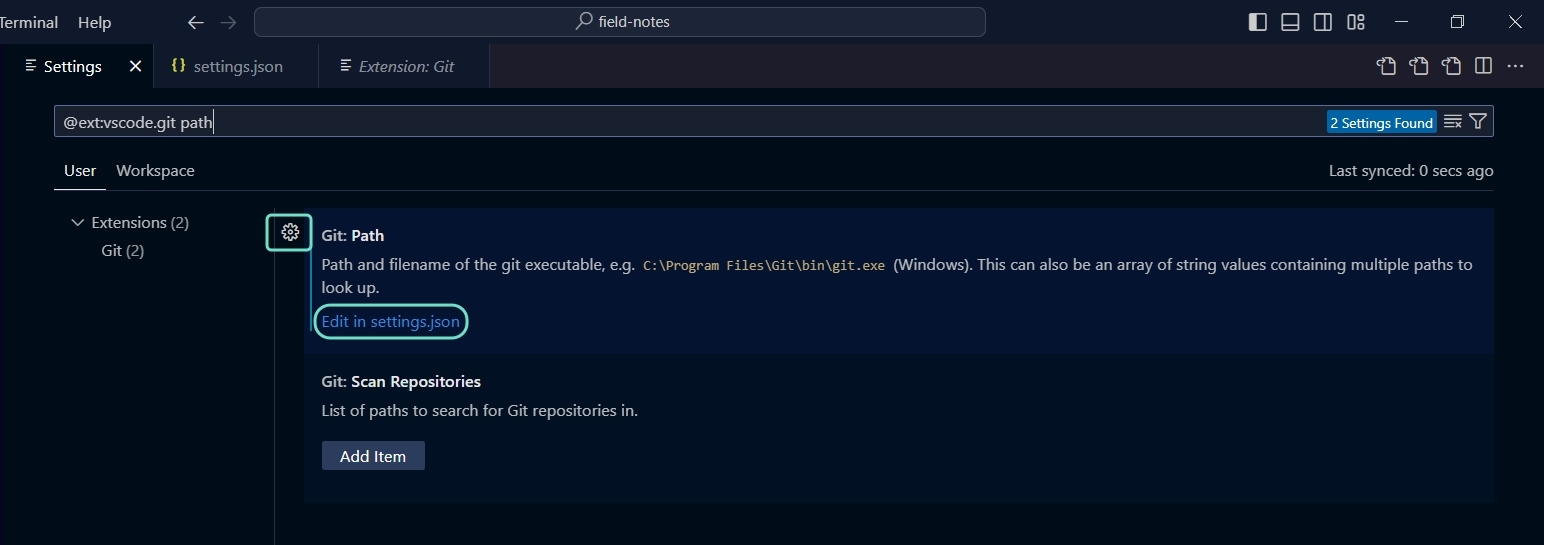 Terminal Help field-notes
Settings settings.json Extension: Git
@ext:vscode.git path 2 Settings Found
User Workspace Last synced: 0 secs ago
Extensions (2)
Git (2)
Git: Path
Path and filename of the git executable, e.g. C:\Program Files\Git\bin\git.exe (Windows). This can also be an array of string values containing multiple paths to
look up.
Edit in settings.json
Git: Scan Repositories
List of paths to search for Git repositories in.
Add Item